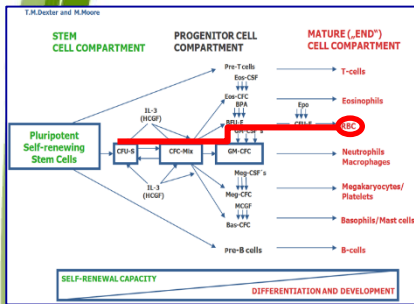 T.M.Dexter and M.Moore
STEM
CELL COMPARTMENT
PROGENITOR CELL
COMPARTMENT
MATURE („END“)
CELL COMPARTMENT
Pre-T cells
T-cells
Eos-CSF
Eos-CFC
Eosinophils
BPA
Epo
IL-3
(HCGF)
BFU-E
CFU-E
RBC
GM-CSF's
Pluripotent
Self-renewing
Stem Cells
CFU-S
CFC-Mix
GM-CFC
Neutrophils
Macrophages
IL-3
(HCGF)
Meg-CSF's
Meg-CFC
Megakaryocytes/
Platelets
MCGF
Bas-CFC
Basophils/Mast cells
Pre-B cells
B-cells
SELF-RENEWAL CAPACITY
DIFFERENTIATION AND DEVELOPMENT